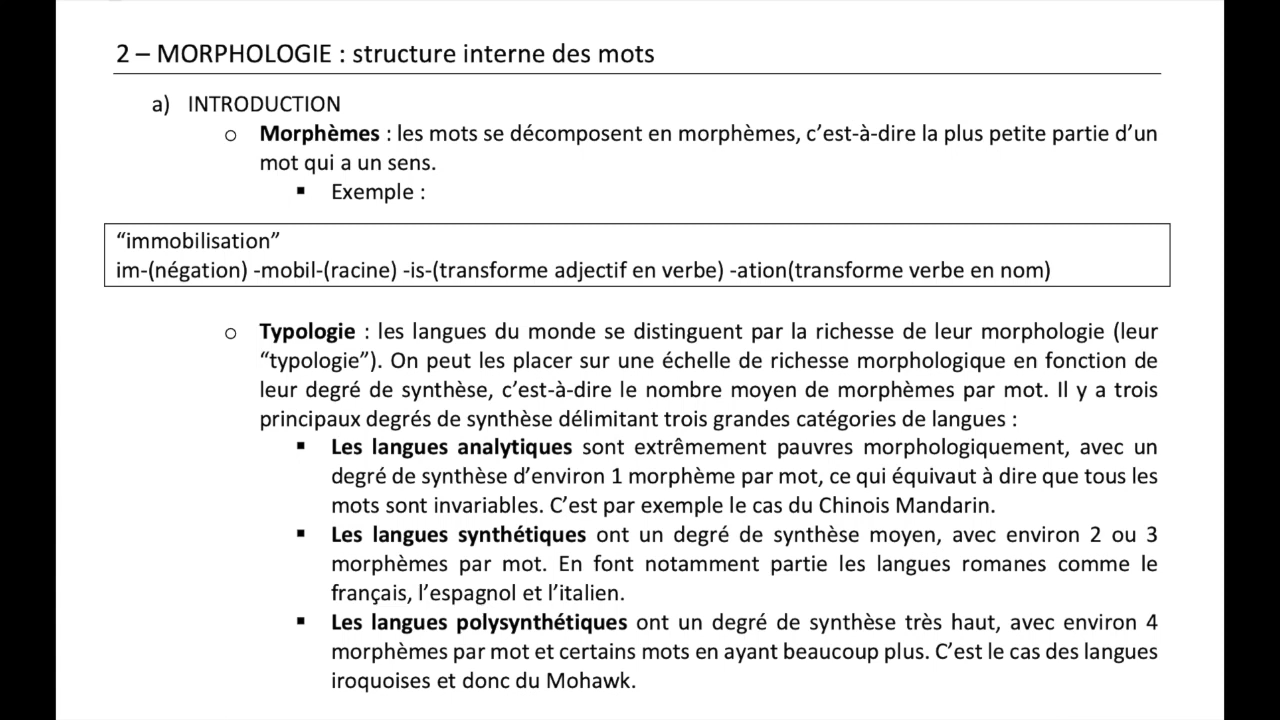 2 – MORPHOLOGIE : structure interne des mots
a) INTRODUCTION
○ Morphèmes : les mots se décomposent en morphèmes, c’est-à-dire la plus petite partie d’un
mot qui a un sens.
▪ Exemple :
“immobilisation”
im-(négation) -mobil-(racine) -is-(transforme adjectif en verbe) -ation(transforme verbe en nom)
○ Typologie : les langues du monde se distinguent par la richesse de leur morphologie (leur
“typologie”). On peut les placer sur une échelle de richesse morphologique en fonction de
leur degré de synthèse, c’est-à-dire le nombre moyen de morphèmes par mot. Il y a trois
principaux degrés de synthèse délimitant trois grandes catégories de langues :
▪ Les langues analytiques sont extrêmement pauvres morphologiquement, avec un
degré de synthèse d’environ 1 morphème par mot, ce qui équivaut à dire que tous les
mots sont invariables. C’est par exemple le cas du Chinois Mandarin.
▪ Les langues synthétiques ont un degré de synthèse moyen, avec environ 2 ou 3
morphèmes par mot. En font notamment partie les langues romanes comme le
français, l’espagnol et l’italien.
▪ Les langues polysynthétiques ont un degré de synthèse très haut, avec environ 4
morphèmes par mot et certains mots en ayant beaucoup plus. C’est le cas des langues
iroquoises et donc du Mohawk.